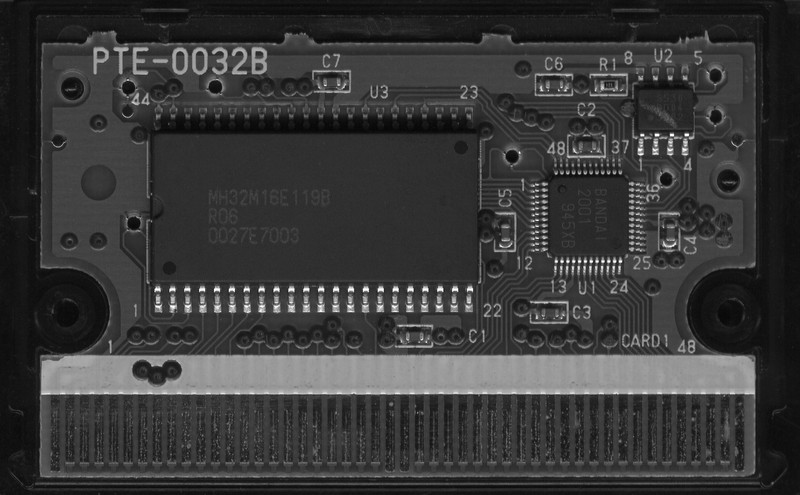 PTE-0032B
C7
C6
R1
8
U2
5
44
U3
23
C2
48
37
1
4
MH32M16E119B
R06
0027E7003
1
BANDAI
2001
945XB
36
C5
C4
12
25
13
U1
24
1
22
C3
C1
1
CARD1
48